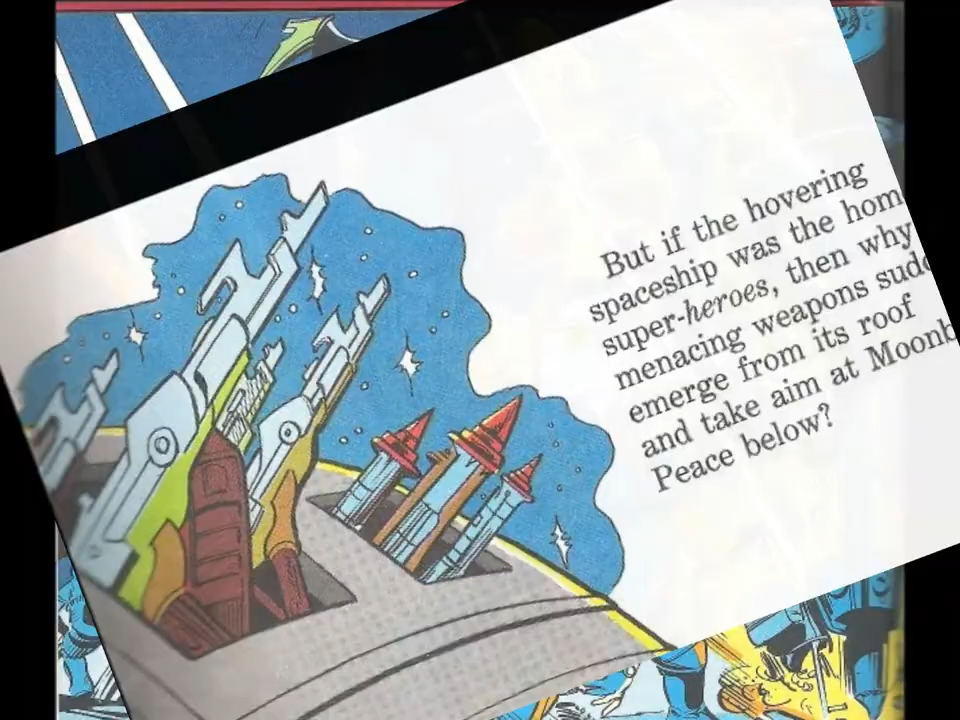 But if the hovering
spaceship was the hom
super-heroes, then why
menacing weapons sudd
emerge from its roof
and take aim at Moonb
Peace below?